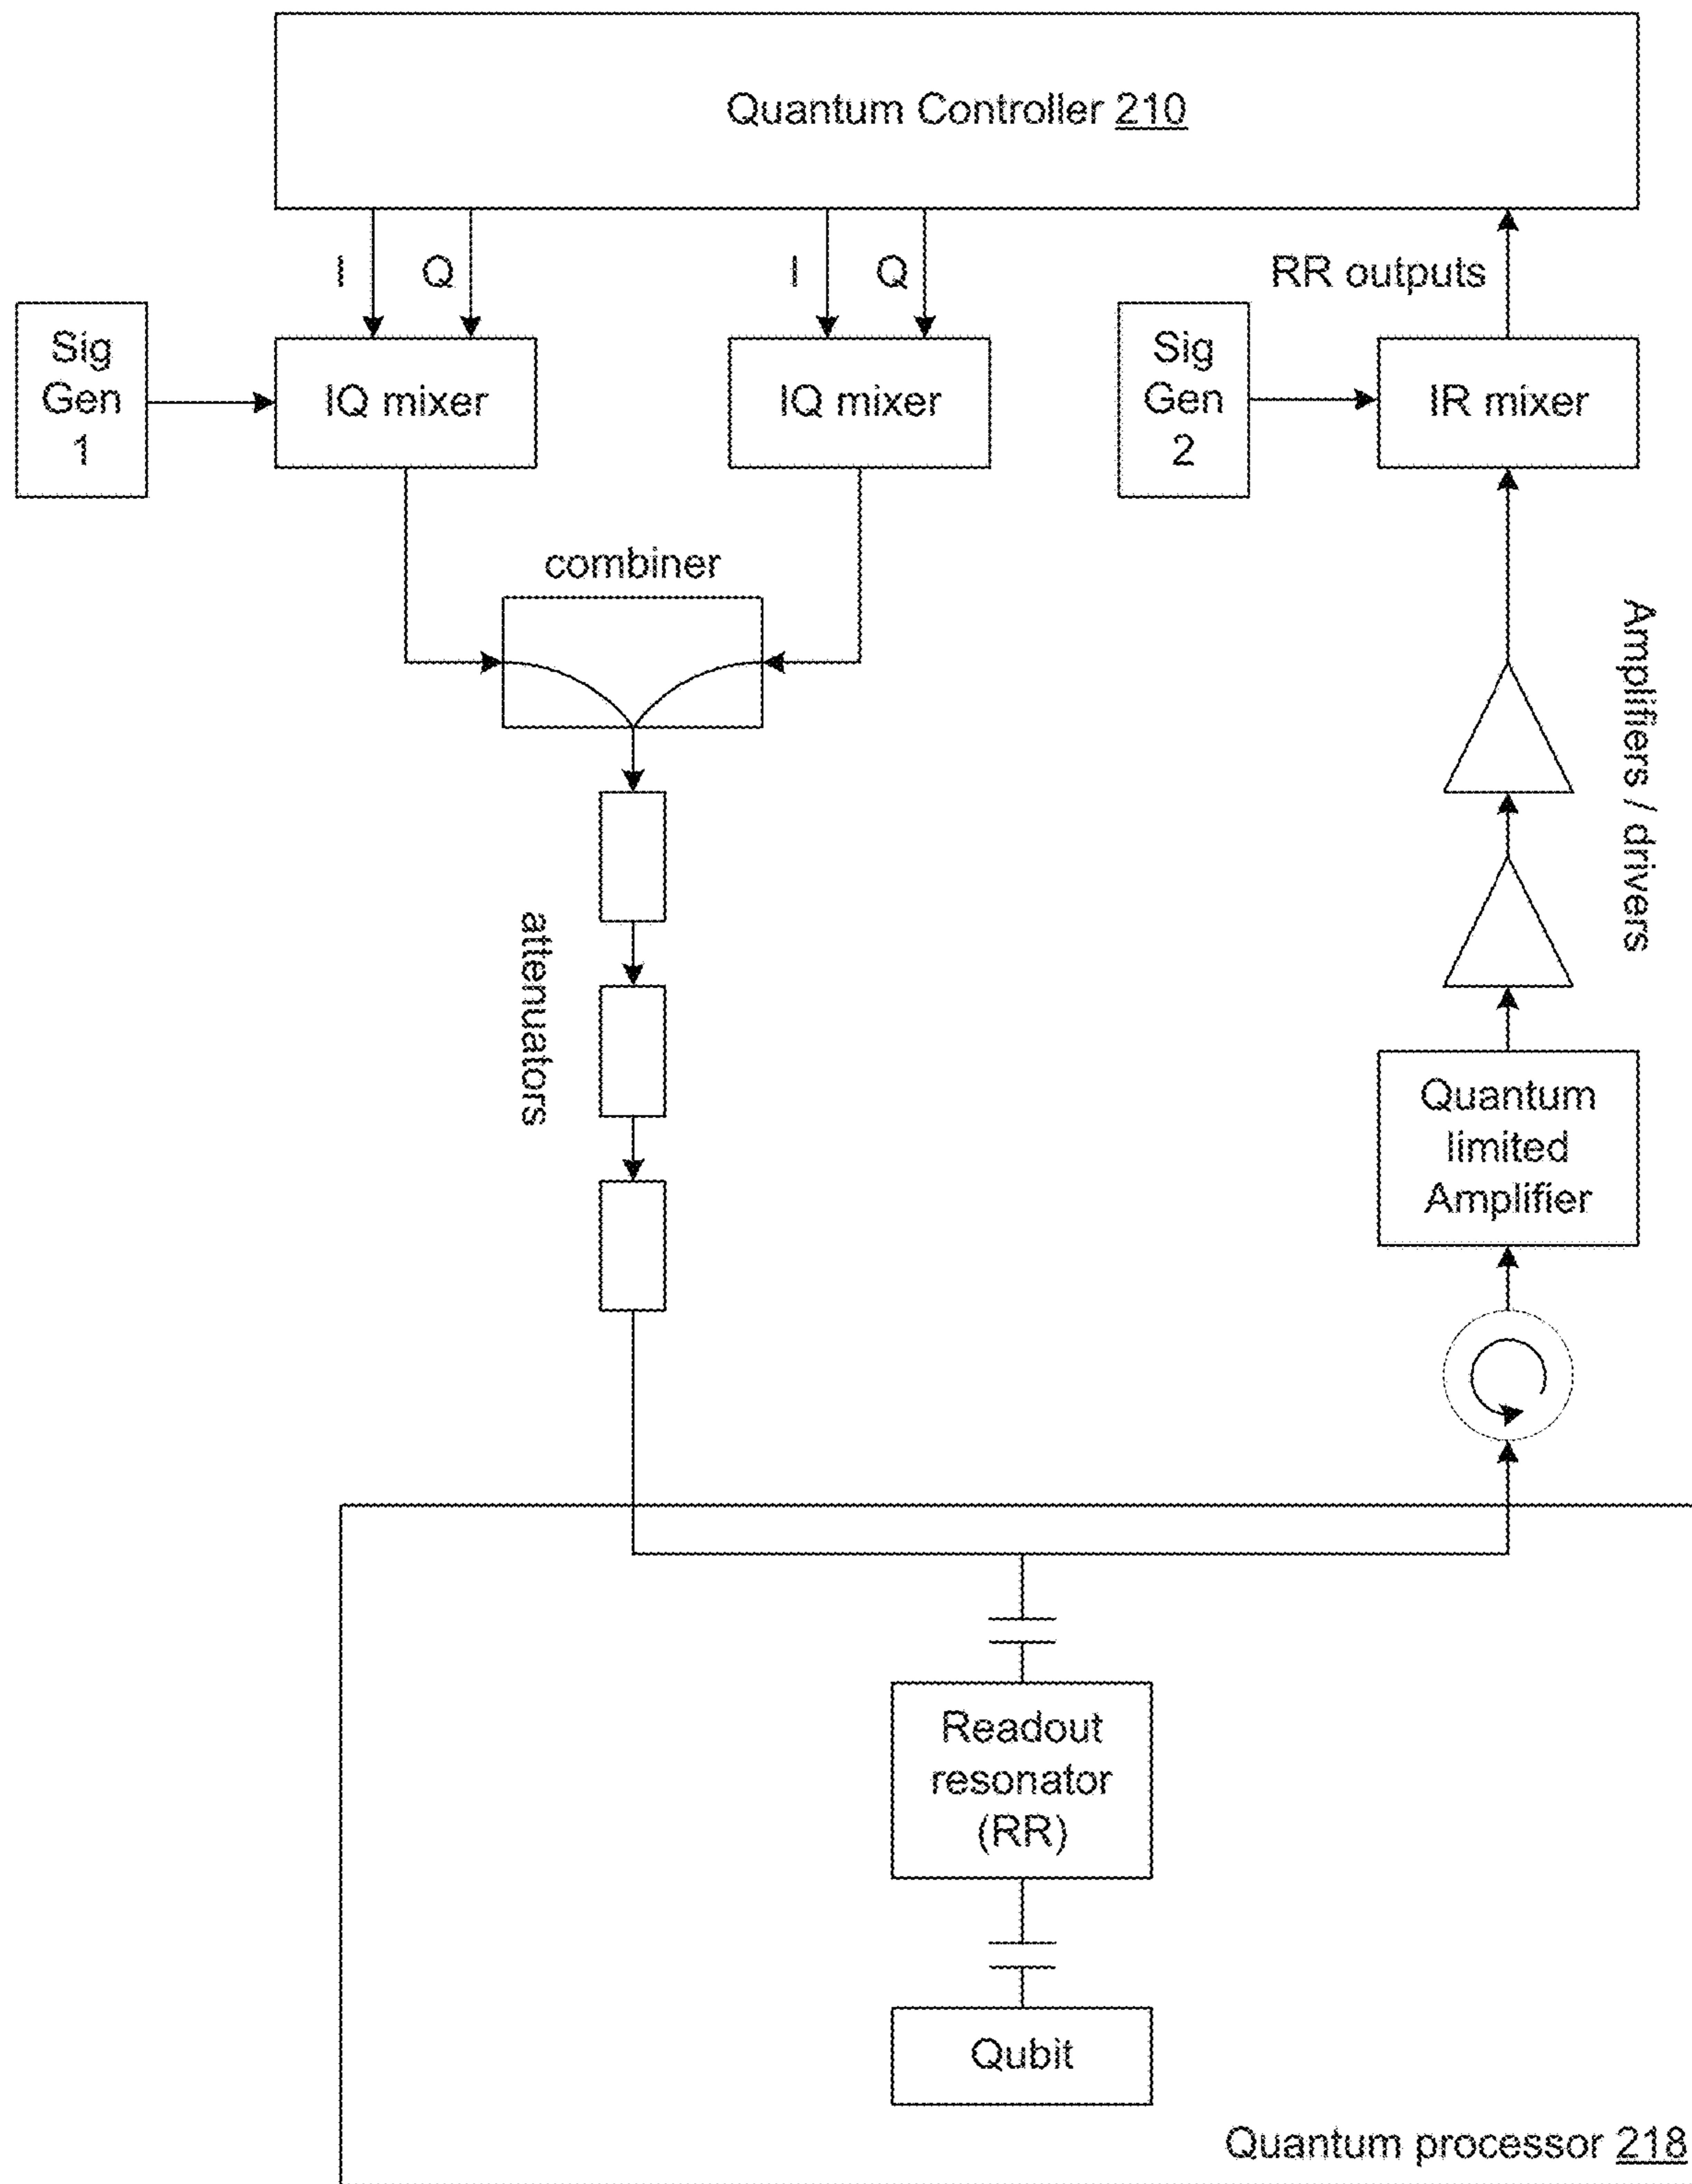 Quantum Controller 210
I
Q
I
Q
RR outputs
Sig
Gen
1
IQ mixer
IQ mixer
Sig
Gen
2
IR mixer
combiner
Amplifiers / drivers
attenuators
Quantum
limited
Amplifier
Readout
resonator
(RR)
Qubit
Quantum processor 218